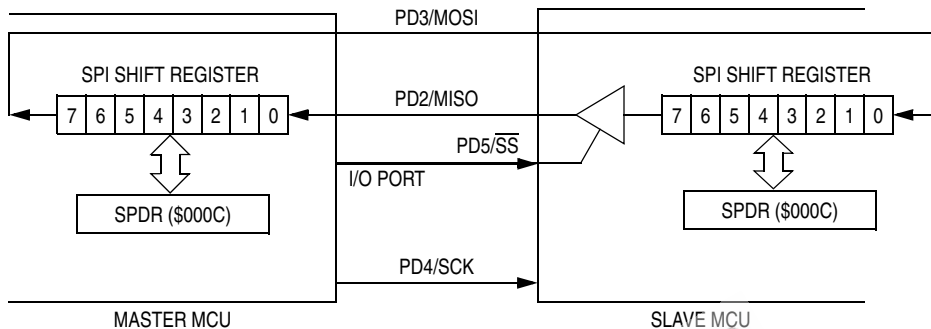 PD3/MOSI
SPI SHIFT REGISTER
SPI SHIFT REGISTER
7 6 5 4 3 2 1 0
PD2/MISO
7 6 5 4 3 2 1 0
PD5/SS
I/O PORT
SPDR ($000C)
SPDR ($000C)
PD4/SCK
MASTER MCU
SLAVE MCU